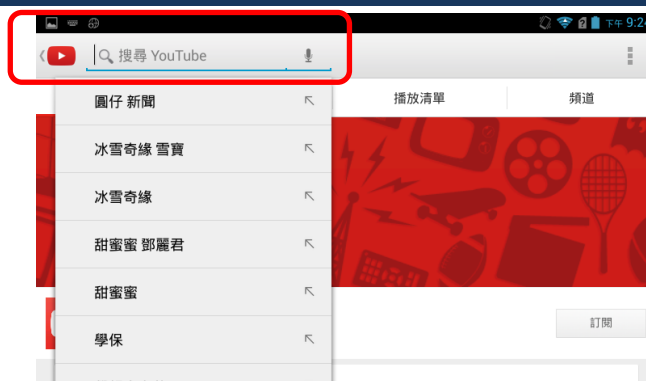 下午 9:24
搜尋 YouTube
播放清單
頻道
圓仔 新聞
冰雪奇緣 雪寶
冰雪奇緣
甜蜜蜜 鄧麗君
甜蜜蜜
學保
訂閱